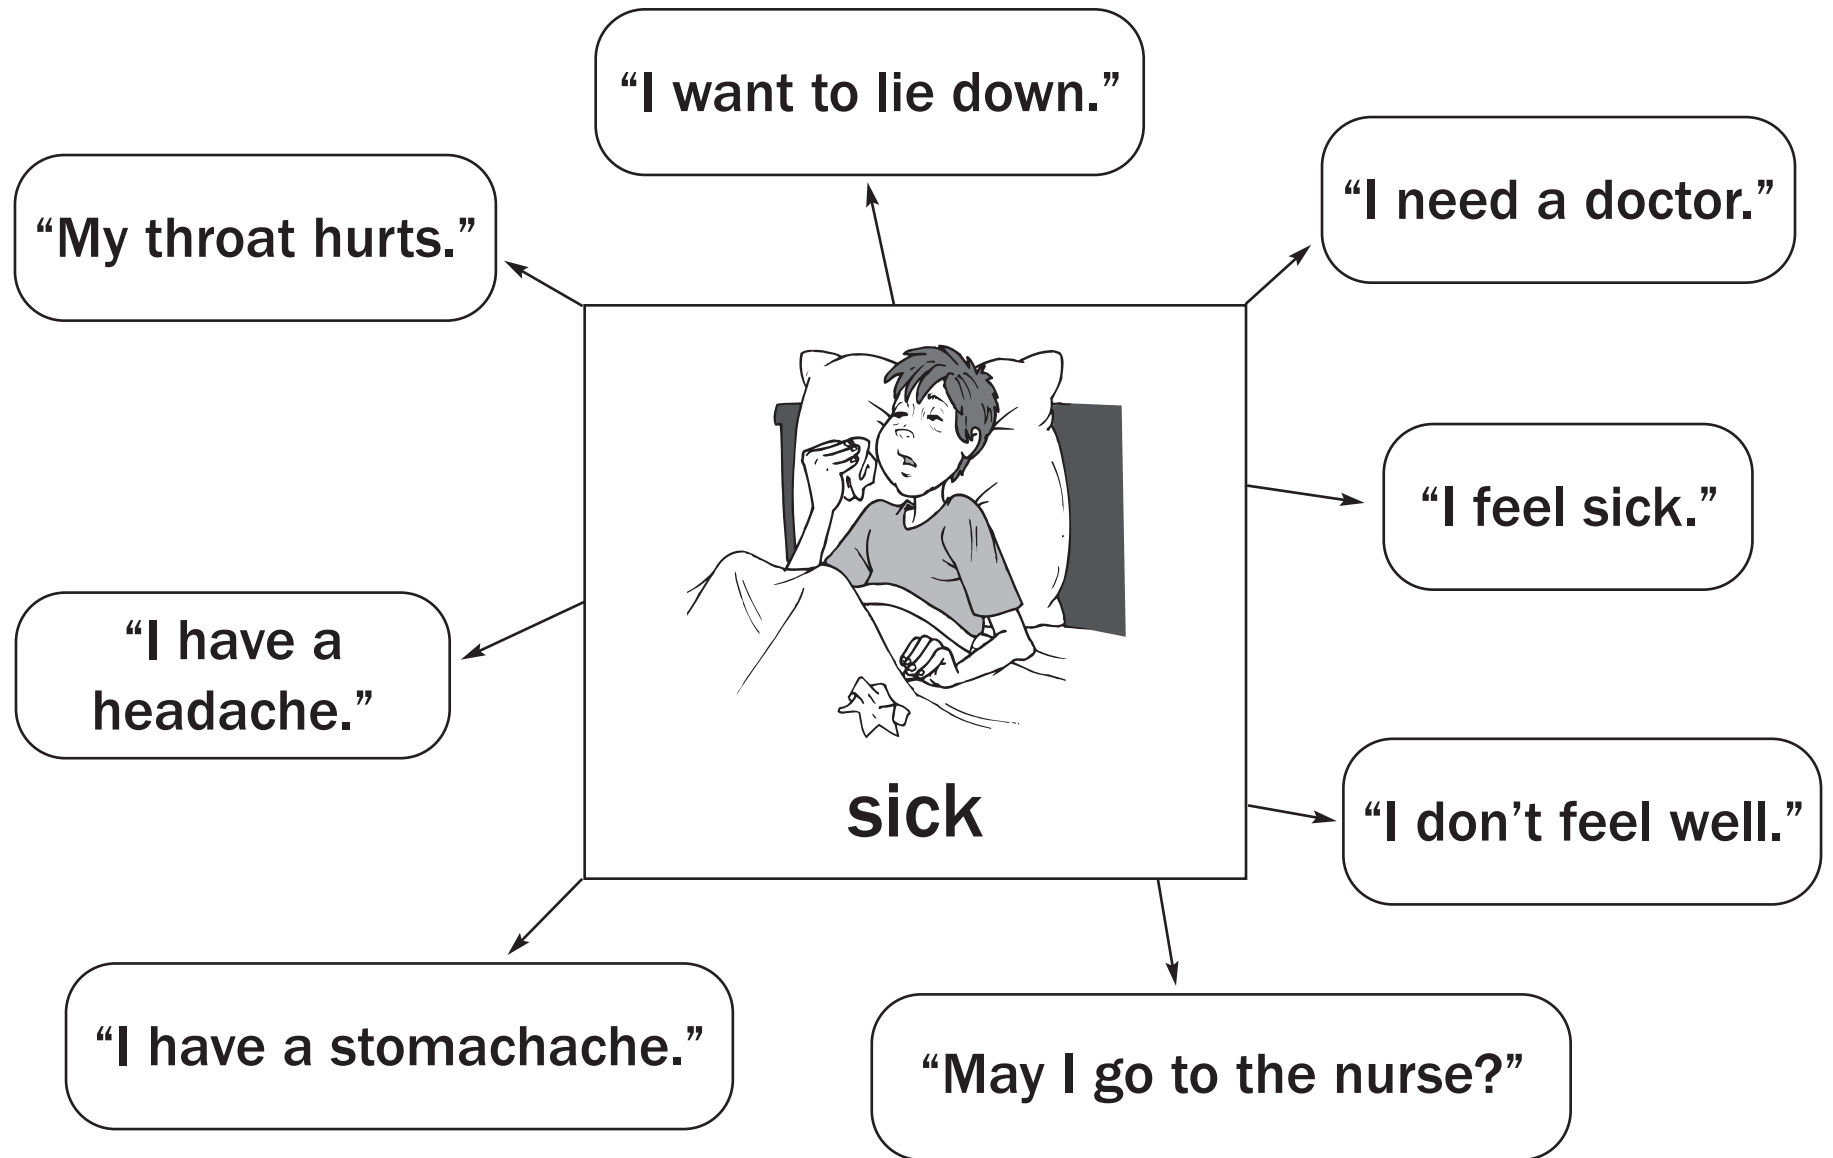 “I want to lie down.”
“I need a doctor.”
“My throat hurts.”
“I feel sick.”
“I have a
headache.”
sick
“I don’t feel well.”
“I have a stomachache.”
“May I go to the nurse?”